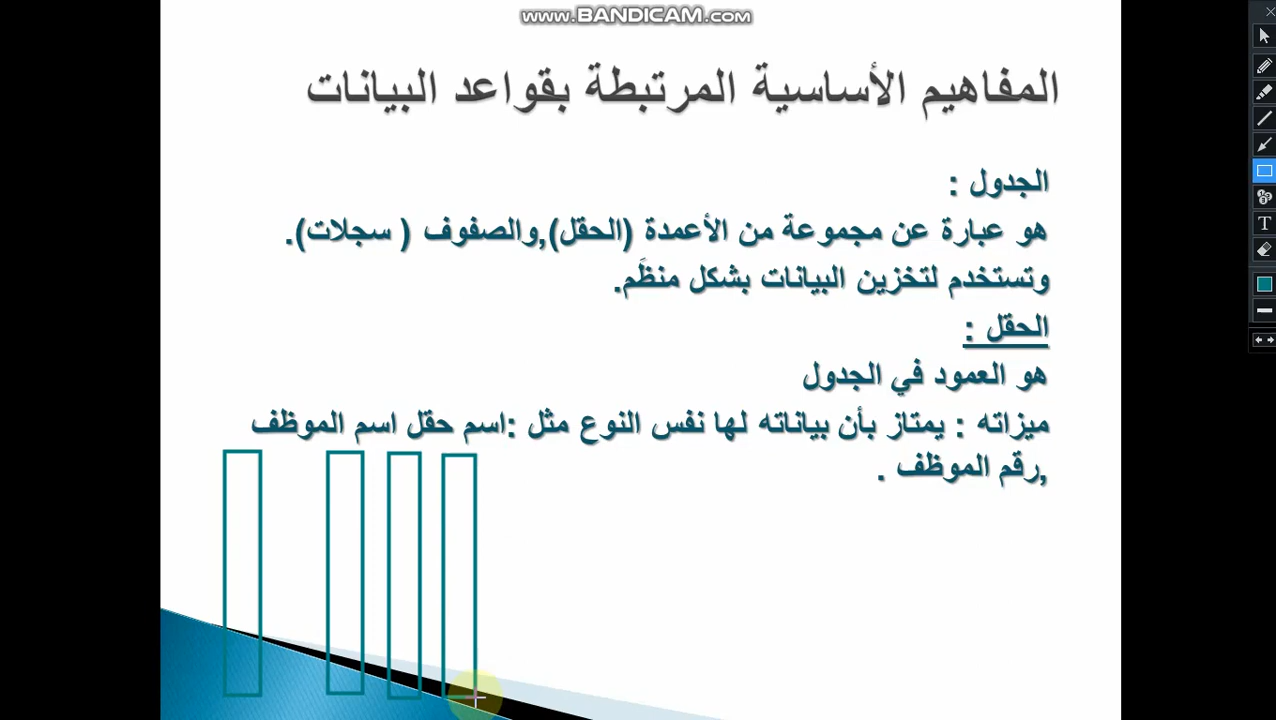 www.BANDICAM.com
المفاهيم الأساسية المرتبطة بقواعد البيانات
الجدول :
هو عبارة عن مجموعة من الأعمدة (الحقل),والصفوف ( سجلات).
وتستخدم لتخزين البيانات بشكل منظَم.
الحقل :
هو العمود في الجدول
ميزاته : يمتاز بأن بياناته لها نفس النوع مثل :اسم حقل اسم الموظف
,رقم الموظف .
T